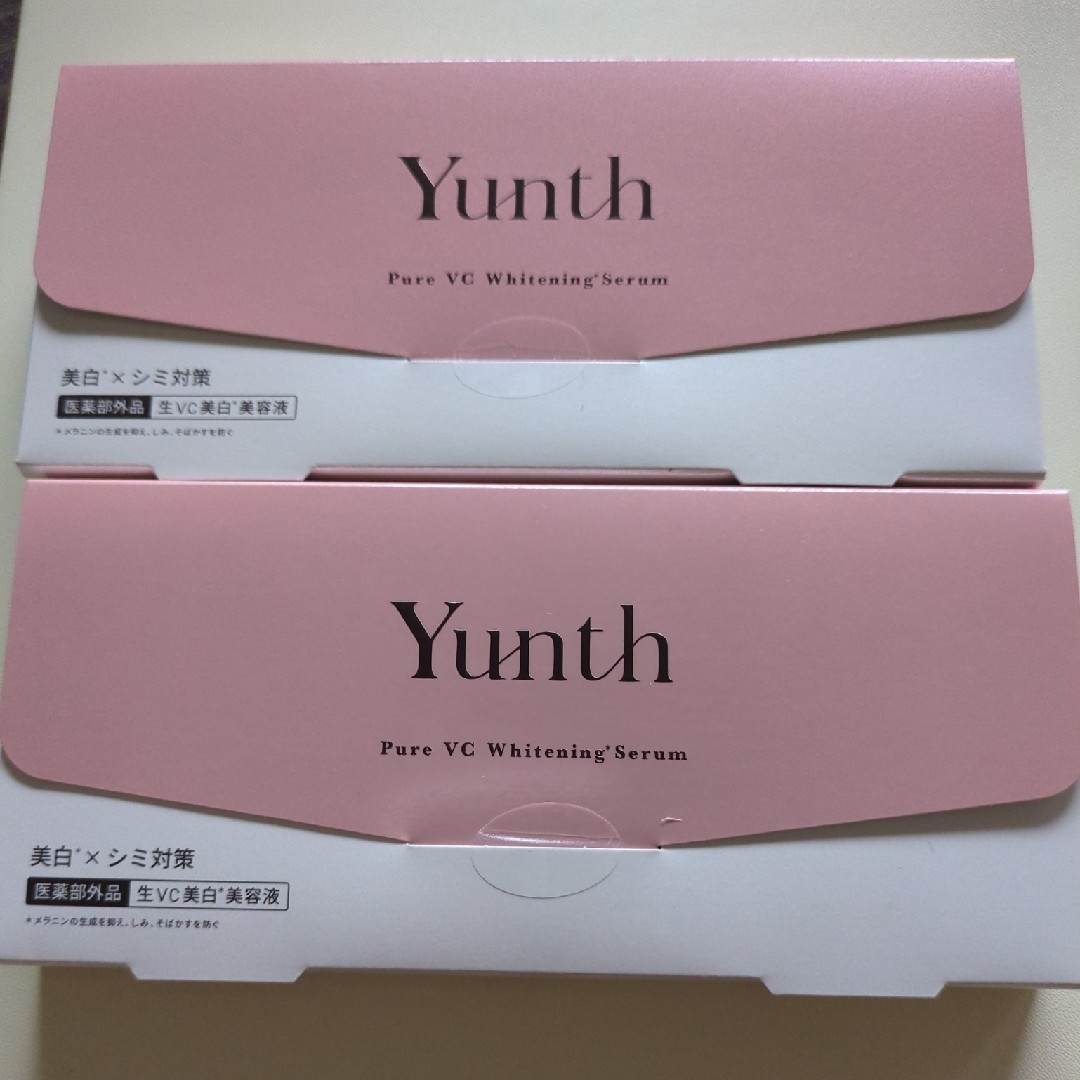 Yunth
Pure VC Whitening*Serum
美白*×シミ対策
医薬部外品 生VC美白*美容液
*メラニンの生成を抑え、しみ、そばかすを防ぐ
Yunth
Pure VC Whitening*Serum
美白*×シミ対策
医薬部外品 生VC美白*美容液
*メラニンの生成を抑え、しみ、そばかすを防ぐ